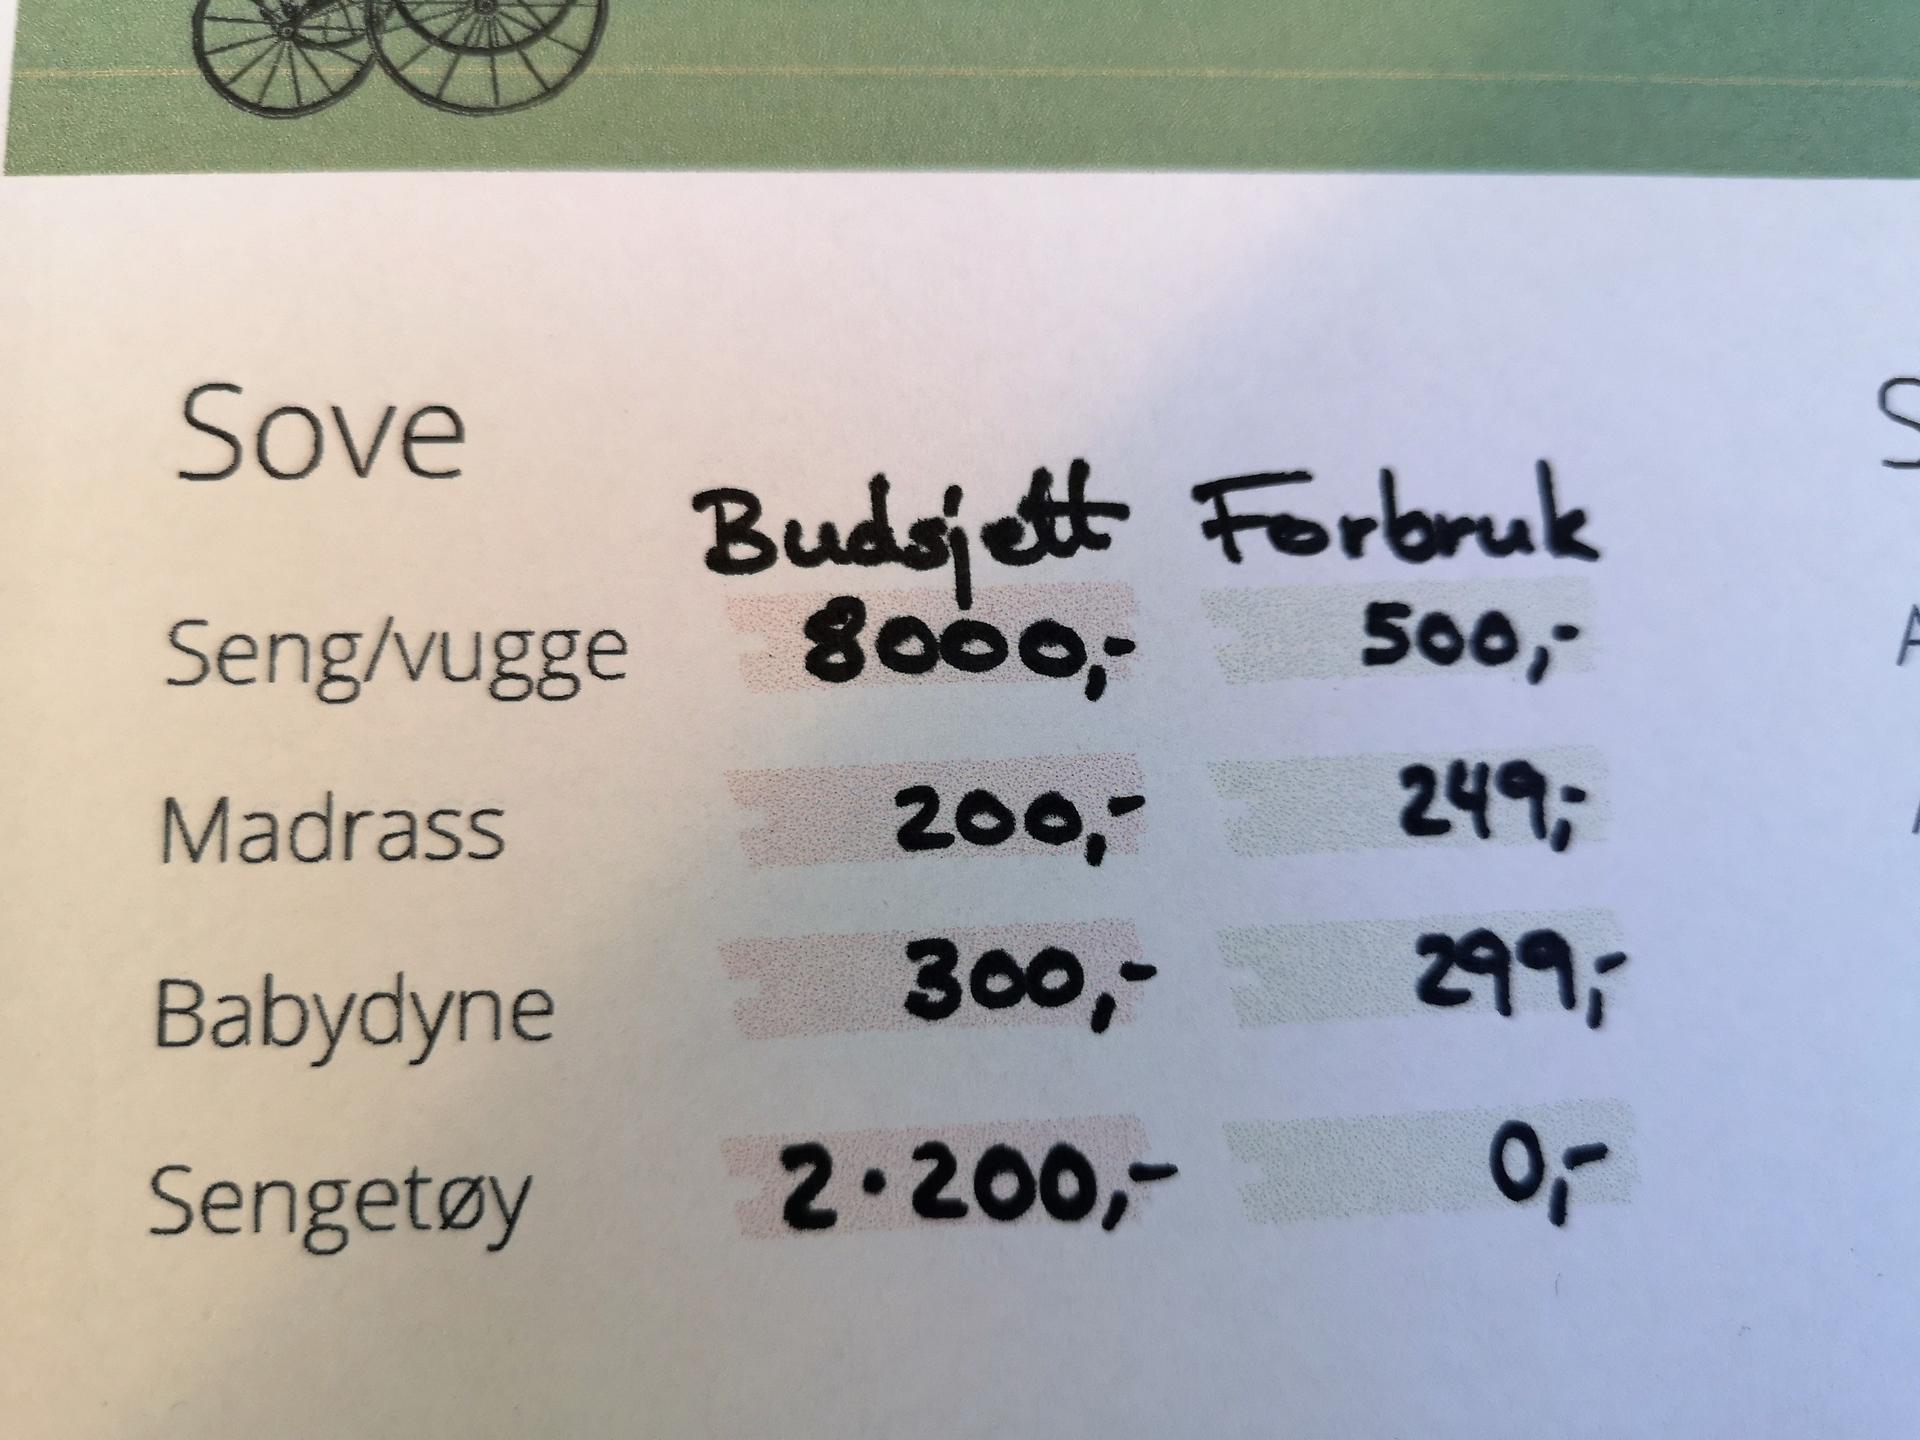 Sove
Budsjett Forbruk
Seng/vugge 8000,- 500,-
Madrass 200,- 249,-
Babydyne 300,- 299,-
Sengetøy 2·200,- 0,-